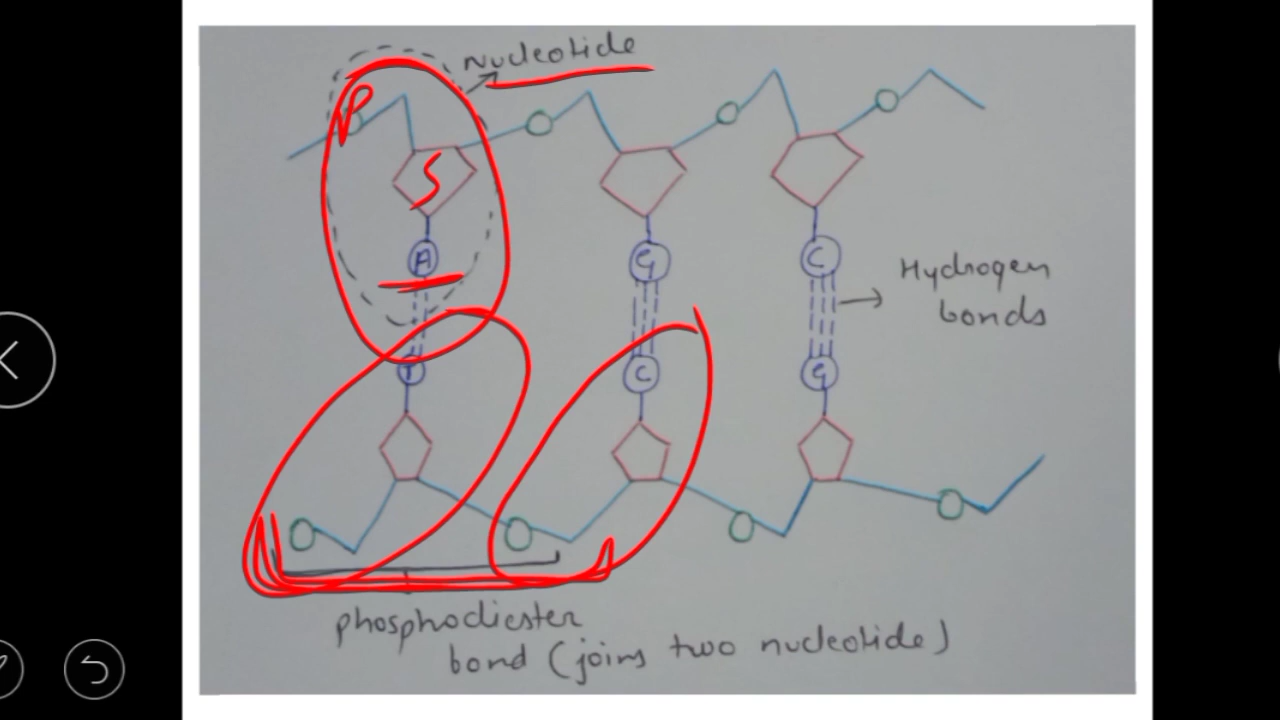 Nucleotide
P
S
A
G
C
Hydrogen
bonds
T
C
G
phosphodiester
bond (joins two nucleotide)